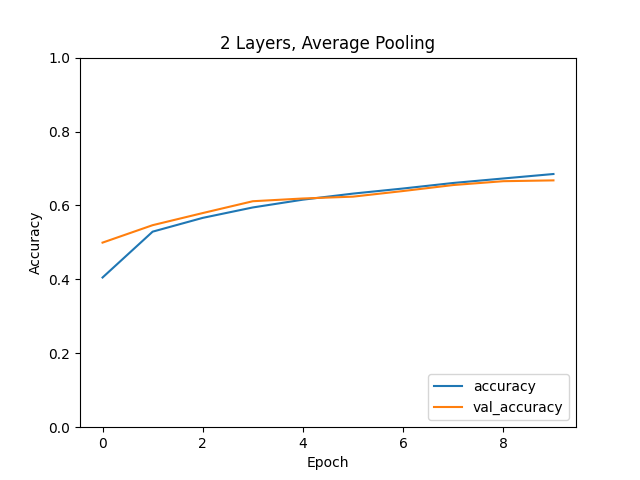 2 Layers, Average Pooling
1.0
0.8
0.6
0.4
0.2
0.0
Accuracy
0 2 4 6 8
Epoch
accuracy
val_accuracy